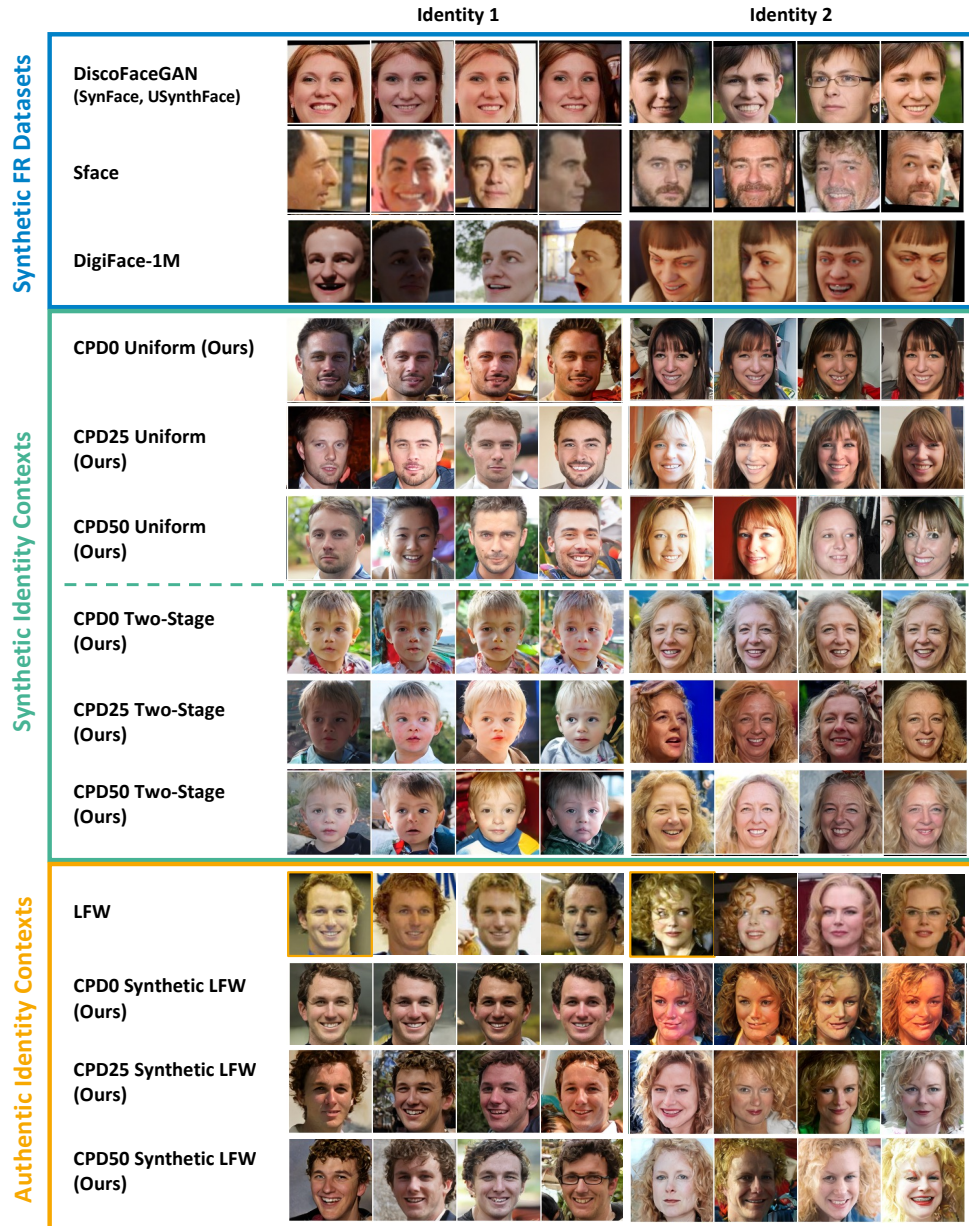 Identity 1
Identity 2
Synthetic FR Datasets
DiscoFaceGAN
(SynFace, USynthFace)
Sface
DigiFace-1M
Synthetic Identity Contexts
CPD0 Uniform (Ours)
CPD25 Uniform
(Ours)
CPD50 Uniform
(Ours)
CPD0 Two-Stage
(Ours)
CPD25 Two-Stage
(Ours)
CPD50 Two-Stage
(Ours)
Authentic Identity Contexts
LFW
CPD0 Synthetic LFW
(Ours)
CPD25 Synthetic LFW
(Ours)
CPD50 Synthetic LFW
(Ours)